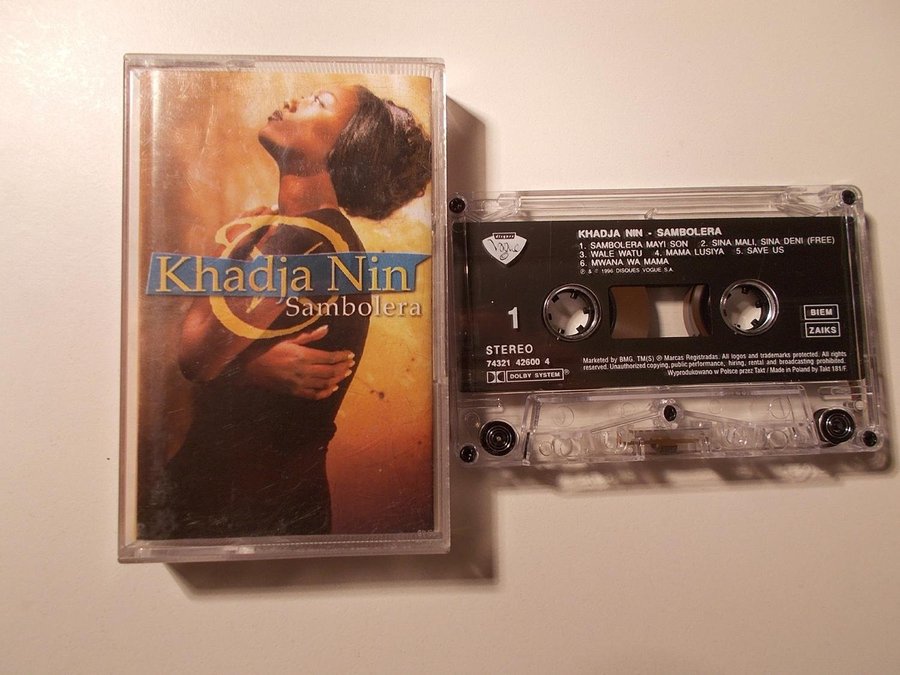 Khadja Nin
Sambolera
disques
Vogue
KHADJA NIN - SAMBOLERA
1. SAMBOLERA MAYI SON 2. SINA MALI, SINA DENI (FREE)
3. WALE WATU 4. MAMA LUSIYA 5. SAVE US
6. MWANA WA MAMA
℗ & © 1996 DISQUES VOGUE S.A.
1
STEREO
74321 42600 4
DOLBY SYSTEM®
BIEM
ZAIKS
Marketed by BMG. TM(S) ® Marcas Registradas. All logos and trademarks protected. All rights
reserved. Unauthorized copying, public performance, hiring, rental and broadcasting prohibited.
Wyprodukowano w Polsce przez Takt / Made in Poland by Takt 181/F